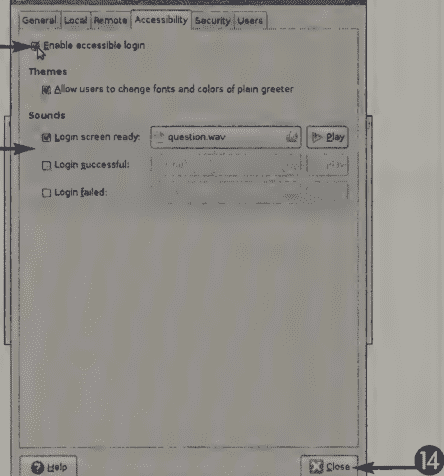 General Local Remote Accessibility Security Users
Enable accessible login
Themes
Allow users to change fonts and colors of plain greeter
Sounds
Login screen ready: question.wav Play
Login successful:
Login failed:
Help Close 14